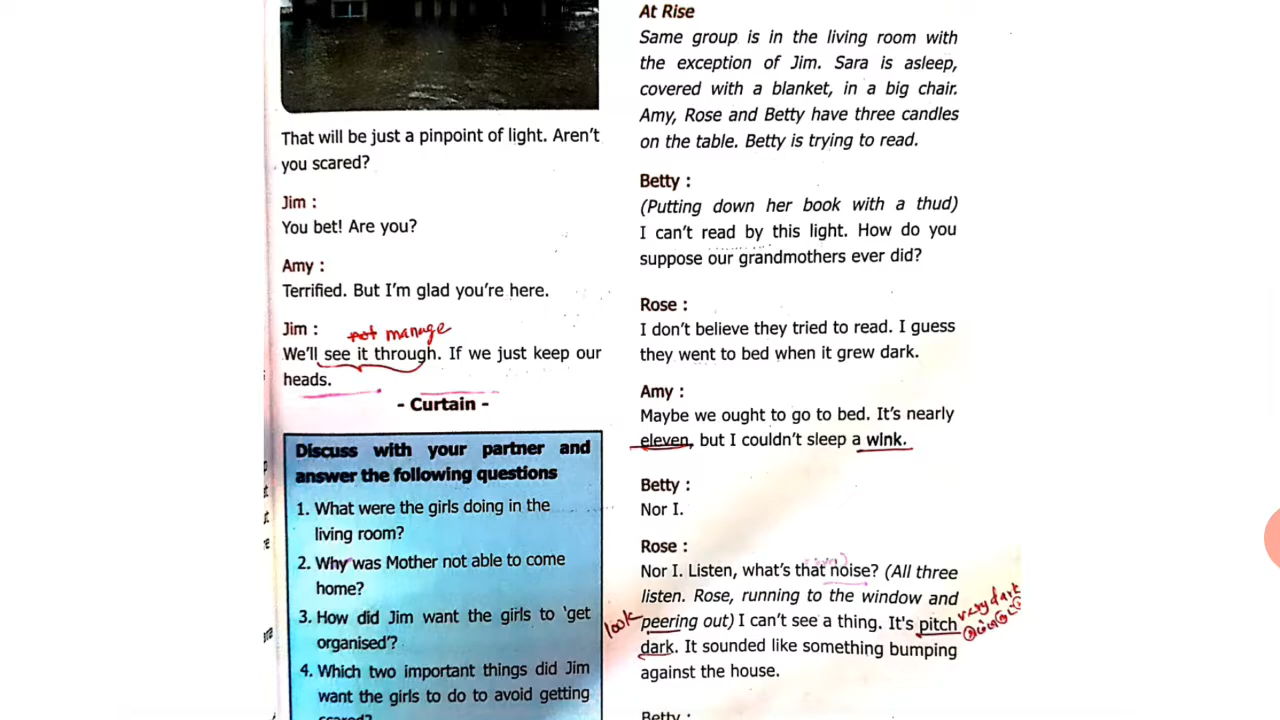 That will be just a pinpoint of light. Aren't
you scared?
Jim :
You bet! Are you?
Amy :
Terrified. But I'm glad you're here.
Jim :
manage
We'll see it through. If we just keep our
heads.
- Curtain -
Discuss with your partner and
answer the following questions
1. What were the girls doing in the
living room?
2. Why was Mother not able to come
home?
3. How did Jim want the girls to 'get
organised'?
4. Which two important things did Jim
want the girls to do to avoid getting
At Rise
Same group is in the living room with
the exception of Jim. Sara is asleep,
covered with a blanket, in a big chair.
Amy, Rose and Betty have three candles
on the table. Betty is trying to read.
Betty :
(Putting down her book with a thud)
I can't read by this light. How do you
suppose our grandmothers ever did?
Rose :
I don't believe they tried to read. I guess
they went to bed when it grew dark.
Amy :
Maybe we ought to go to bed. It's nearly
eleven, but I couldn't sleep a wink.
Betty :
Nor I.
Rose :
Nor I. Listen, what's that noise? (All three
listen. Rose, running to the window and
look
peering out) I can't see a thing. It's pitch
very dark
dark. It sounded like something bumping
against the house.
Betty :